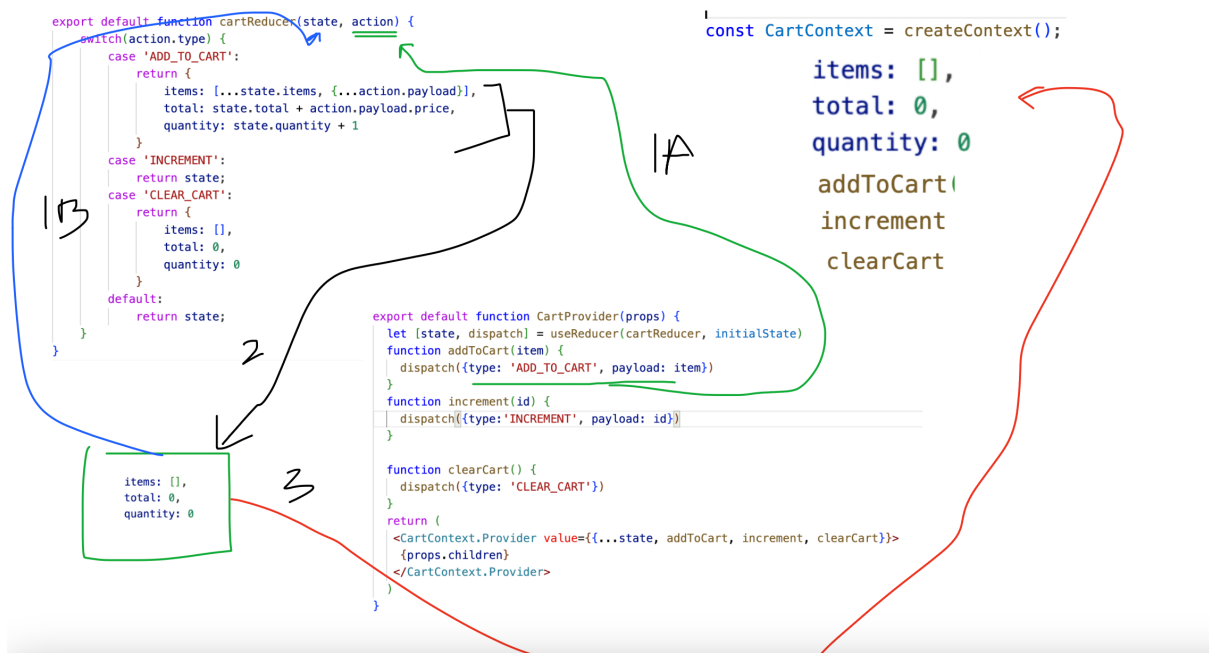 export default function cartReducer(state, action) {
switch(action.type) {
case 'ADD_TO_CART':
return {
items: [...state.items, {...action.payload}],
total: state.total + action.payload.price,
quantity: state.quantity + 1
}
case 'INCREMENT':
return state;
case 'CLEAR_CART':
return {
items: [],
total: 0,
quantity: 0
}
default:
return state;
}
}
1B
1A
2
3
const CartContext = createContext();
items: [],
total: 0,
quantity: 0
addToCart(
increment
clearCart
export default function CartProvider(props) {
let [state, dispatch] = useReducer(cartReducer, initialState)
function addToCart(item) {
dispatch({type: 'ADD_TO_CART', payload: item})
}
function increment(id) {
dispatch({type:'INCREMENT', payload: id})
}
function clearCart() {
dispatch({type: 'CLEAR_CART'})
}
return (
<CartContext.Provider value={{...state, addToCart, increment, clearCart}}>
{props.children}
</CartContext.Provider>
)
}
items: [],
total: 0,
quantity: 0